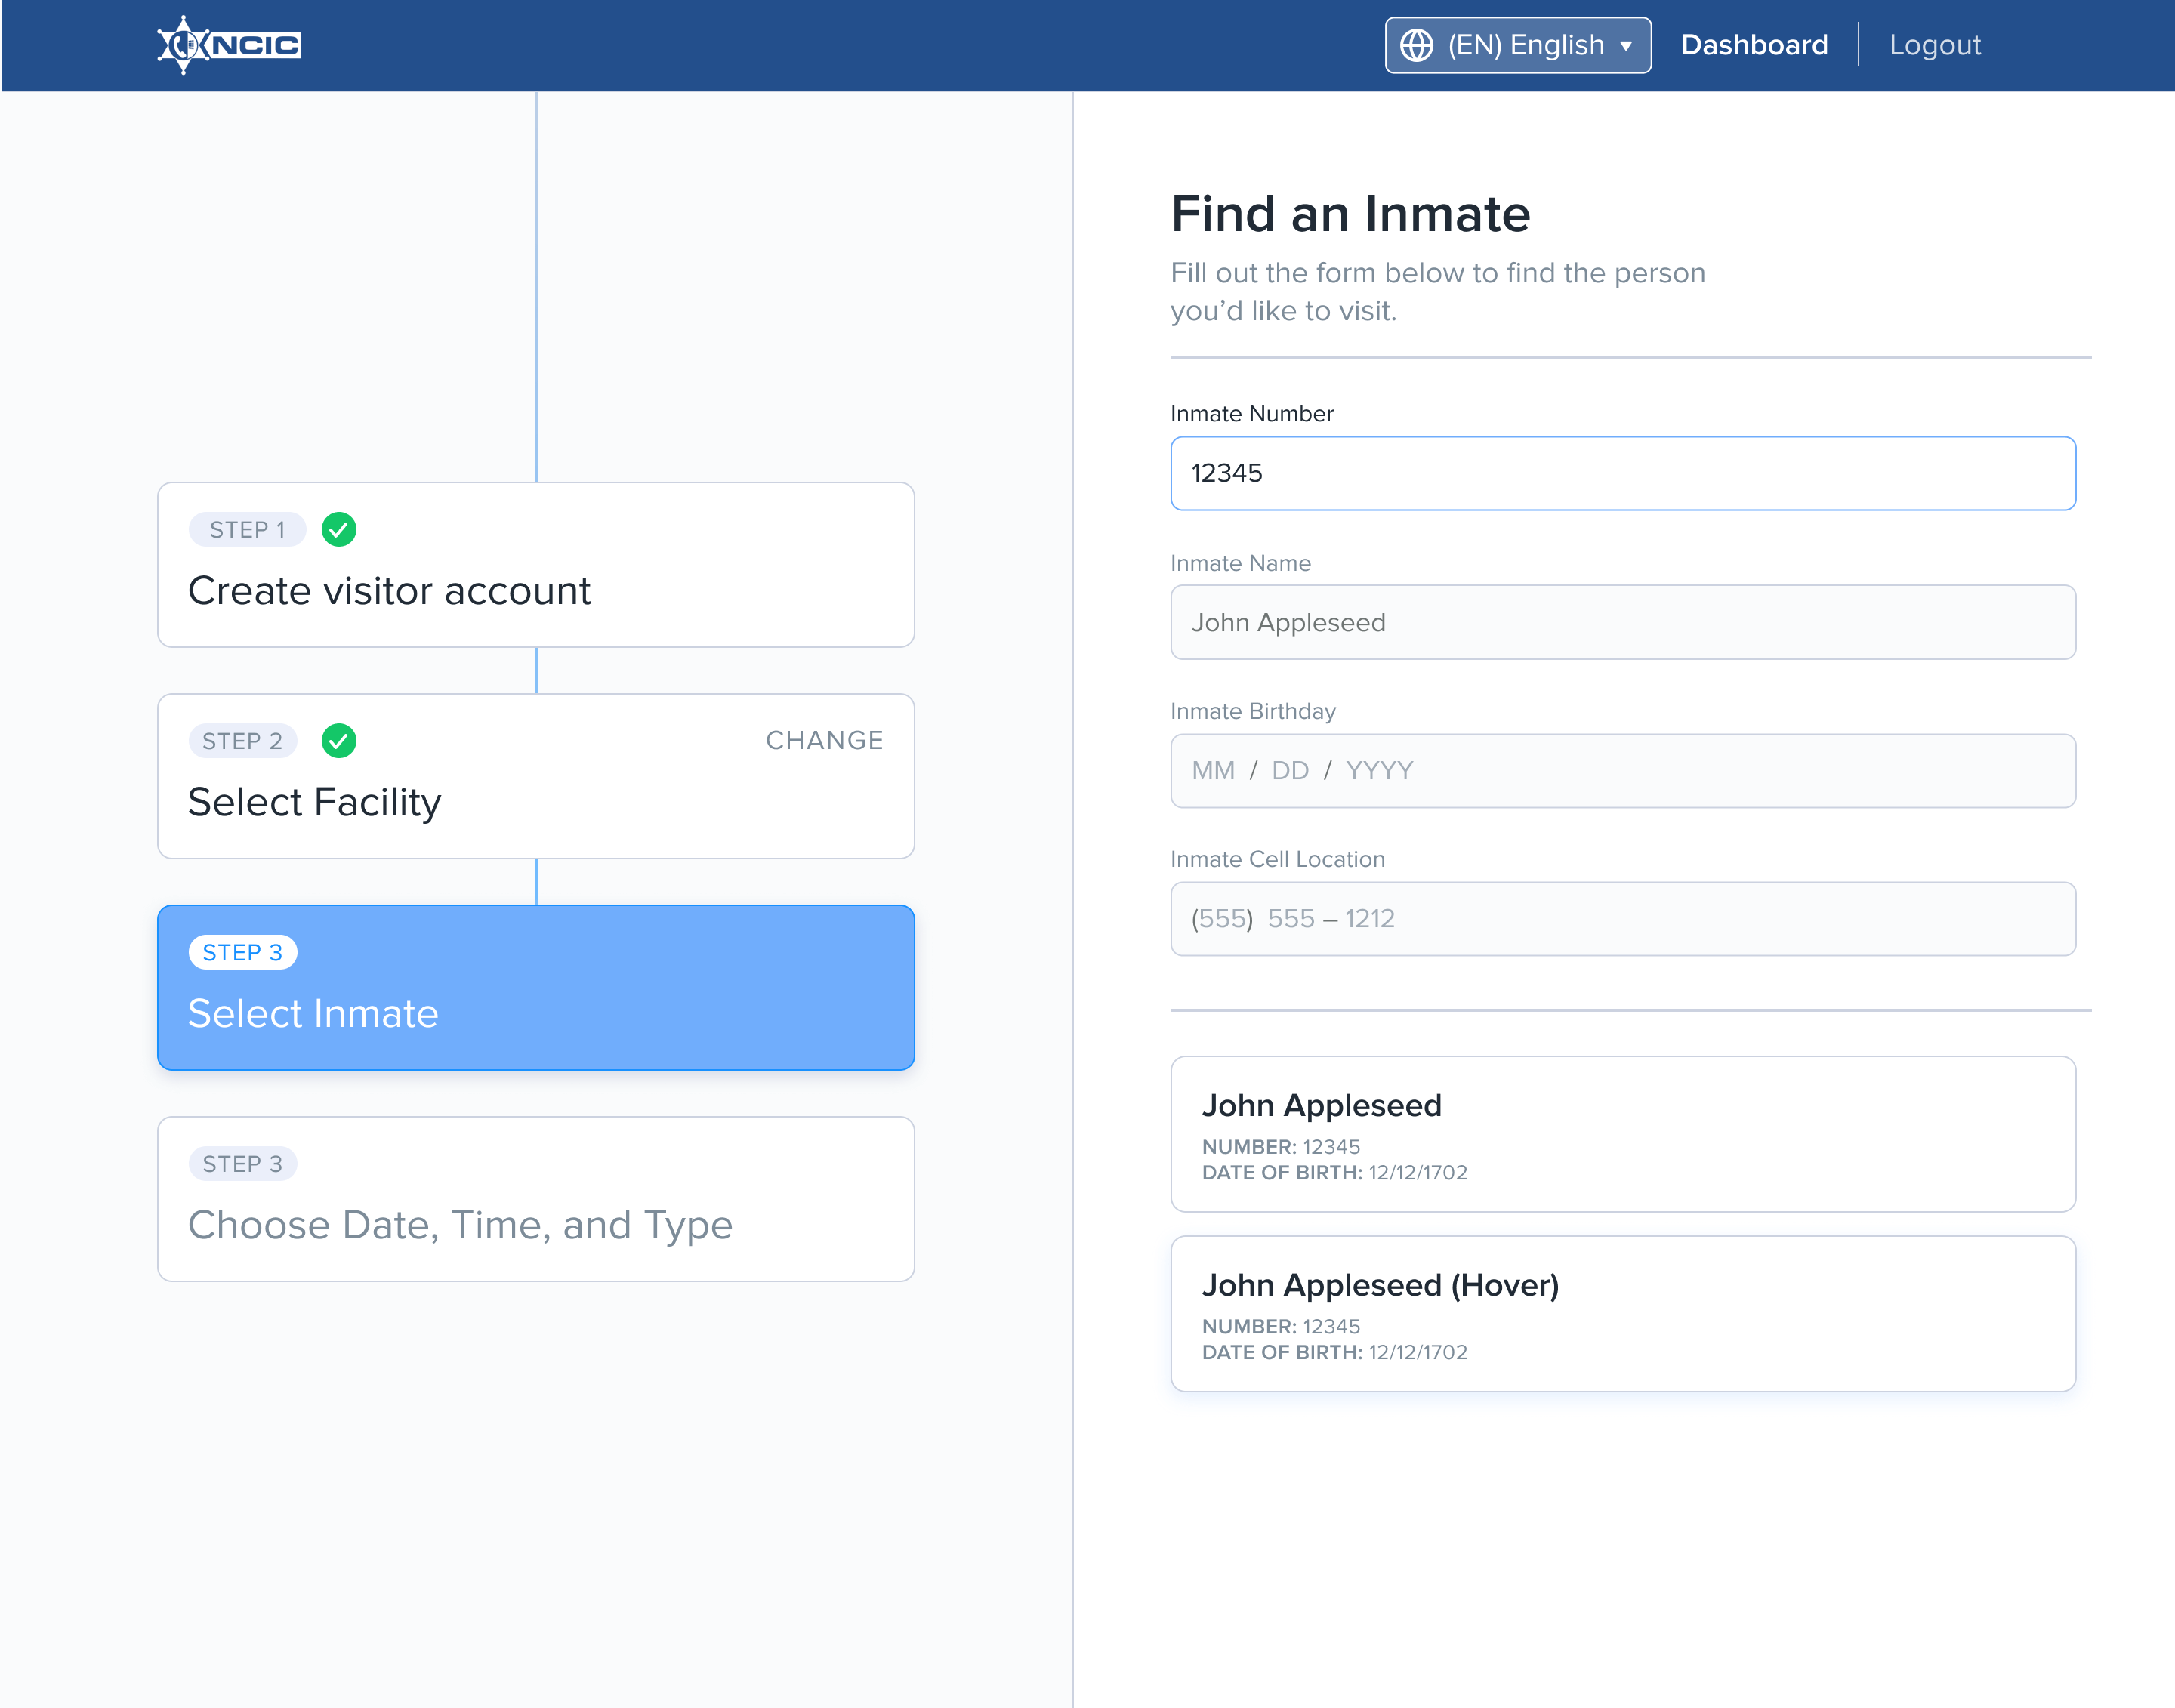 NCIC
(EN) English
Dashboard
Logout
STEP 1
Create visitor account
STEP 2
CHANGE
Select Facility
STEP 3
Select Inmate
STEP 3
Choose Date, Time, and Type
Find an Inmate
Fill out the form below to find the person
you’d like to visit.
Inmate Number
12345
Inmate Name
John Appleseed
Inmate Birthday
MM / DD / YYYY
Inmate Cell Location
(555) 555 – 1212
John Appleseed
NUMBER: 12345
DATE OF BIRTH: 12/12/1702
John Appleseed (Hover)
NUMBER: 12345
DATE OF BIRTH: 12/12/1702